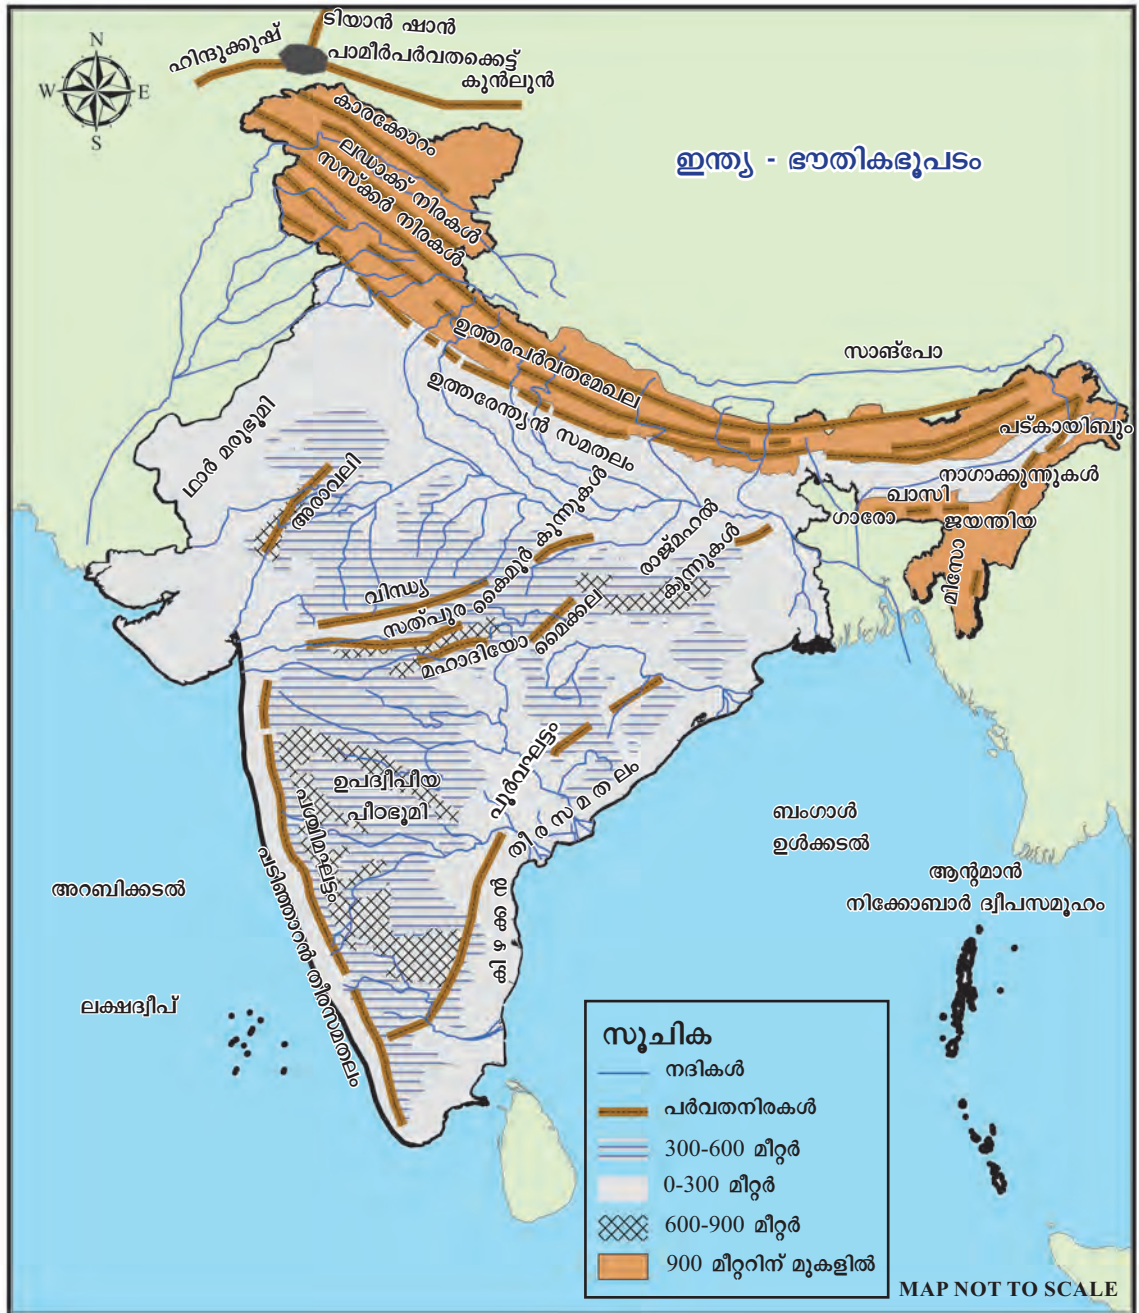 ടിയാൻ ഷാൻ
ഹിന്ദുക്കുഷ്
പാമീർപർവതക്കെട്ട്
കുൻലുൻ
N
W
E
S
കാരക്കോറം
ലഡാക്ക് നിരകൾ
സസ്ക്കർ നിരകൾ
ഇന്ത്യ - ഭൗതികഭൂപടം
ഉത്തരപർവതമേഖല
സാങ്പോ
ഉത്തരേന്ത്യൻ സമതലം
പട്കായിബും
നാഗാക്കുന്നുകൾ
ഥാർ മരുഭൂമി
അരാവലി
ഖാസി
ഗാരോ
ജയന്തിയ
മിസോ
രാജ്മഹൽ
കുന്നുകൾ
കൈമൂർ കുന്നുകൾ
വിന്ധ്യ
സത്പുര
മഹാദിയോ
മൈക്കല
പൂർവഘട്ടം
ഉപദ്വീപീയ
പീഠഭൂമി
പശ്ചിമഘട്ടം
പടിഞ്ഞാറൻ തീരസമതലം
കിഴക്കൻ
തീരസമതലം
ബംഗാൾ
ഉൾക്കടൽ
അറബിക്കടൽ
ആന്റമാൻ
നിക്കോബാർ ദ്വീപസമൂഹം
ലക്ഷദ്വീപ്
സൂചിക
നദികൾ
പർവതനിരകൾ
300-600 മീറ്റർ
0-300 മീറ്റർ
600-900 മീറ്റർ
900 മീറ്ററിന് മുകളിൽ
MAP NOT TO SCALE